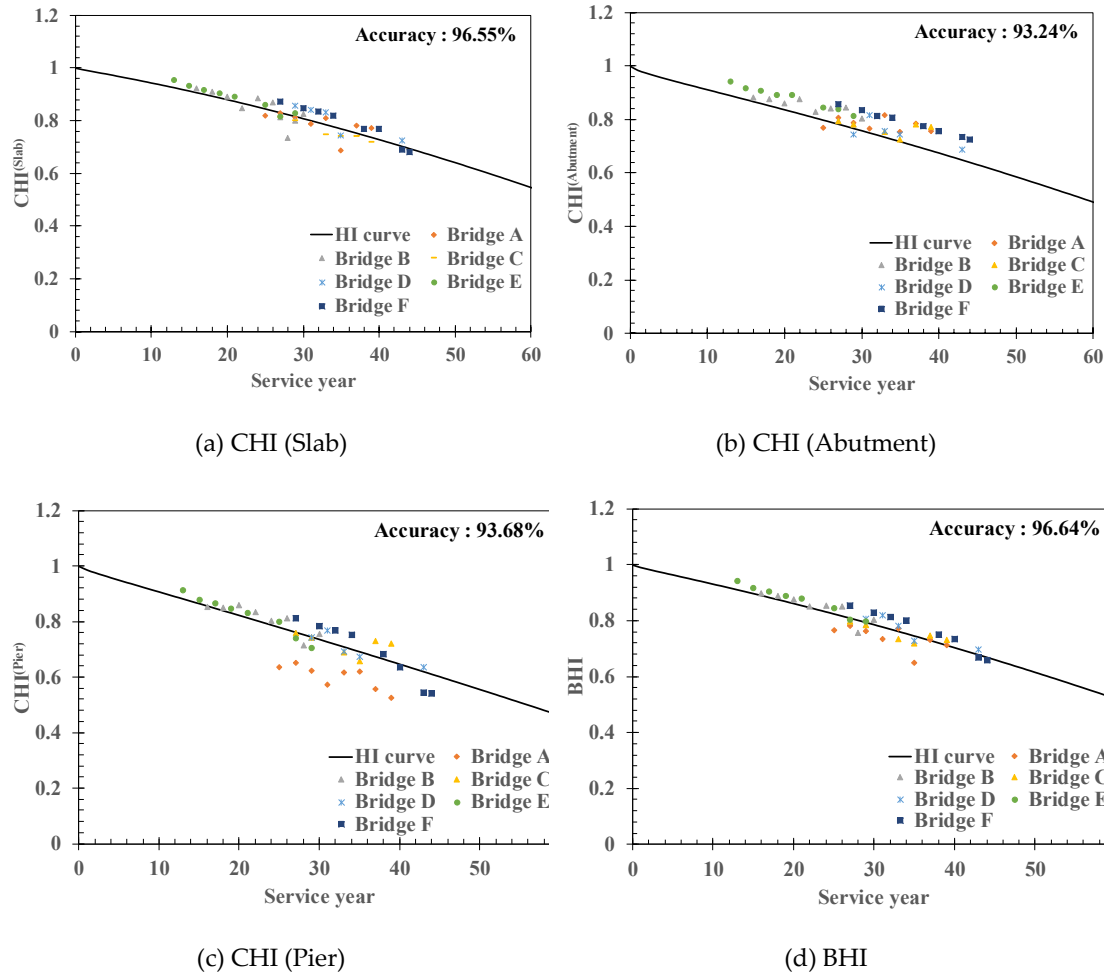 Accuracy : 96.55%
CHI(Slab)
1.2
1
0.8
0.6
0.4
0.2
0
HI curve
Bridge A
Bridge B
Bridge C
Bridge D
Bridge E
Bridge F
0 10 20 30 40 50 60
Service year
(a) CHI (Slab)
Accuracy : 93.24%
CHI(Abutment)
1.2
1
0.8
0.6
0.4
0.2
0
HI curve
Bridge A
Bridge B
Bridge C
Bridge D
Bridge E
Bridge F
0 10 20 30 40 50 60
Service year
(b) CHI (Abutment)
Accuracy : 93.68%
CHI(Pier)
1.2
1
0.8
0.6
0.4
0.2
0
HI curve
Bridge A
Bridge B
Bridge C
Bridge D
Bridge E
Bridge F
0 10 20 30 40 50
Service year
(c) CHI (Pier)
Accuracy : 96.64%
BHI
1.2
1
0.8
0.6
0.4
0.2
0
HI curve
Bridge A
Bridge B
Bridge C
Bridge D
Bridge E
Bridge F
0 10 20 30 40 50
Service year
(d) BHI